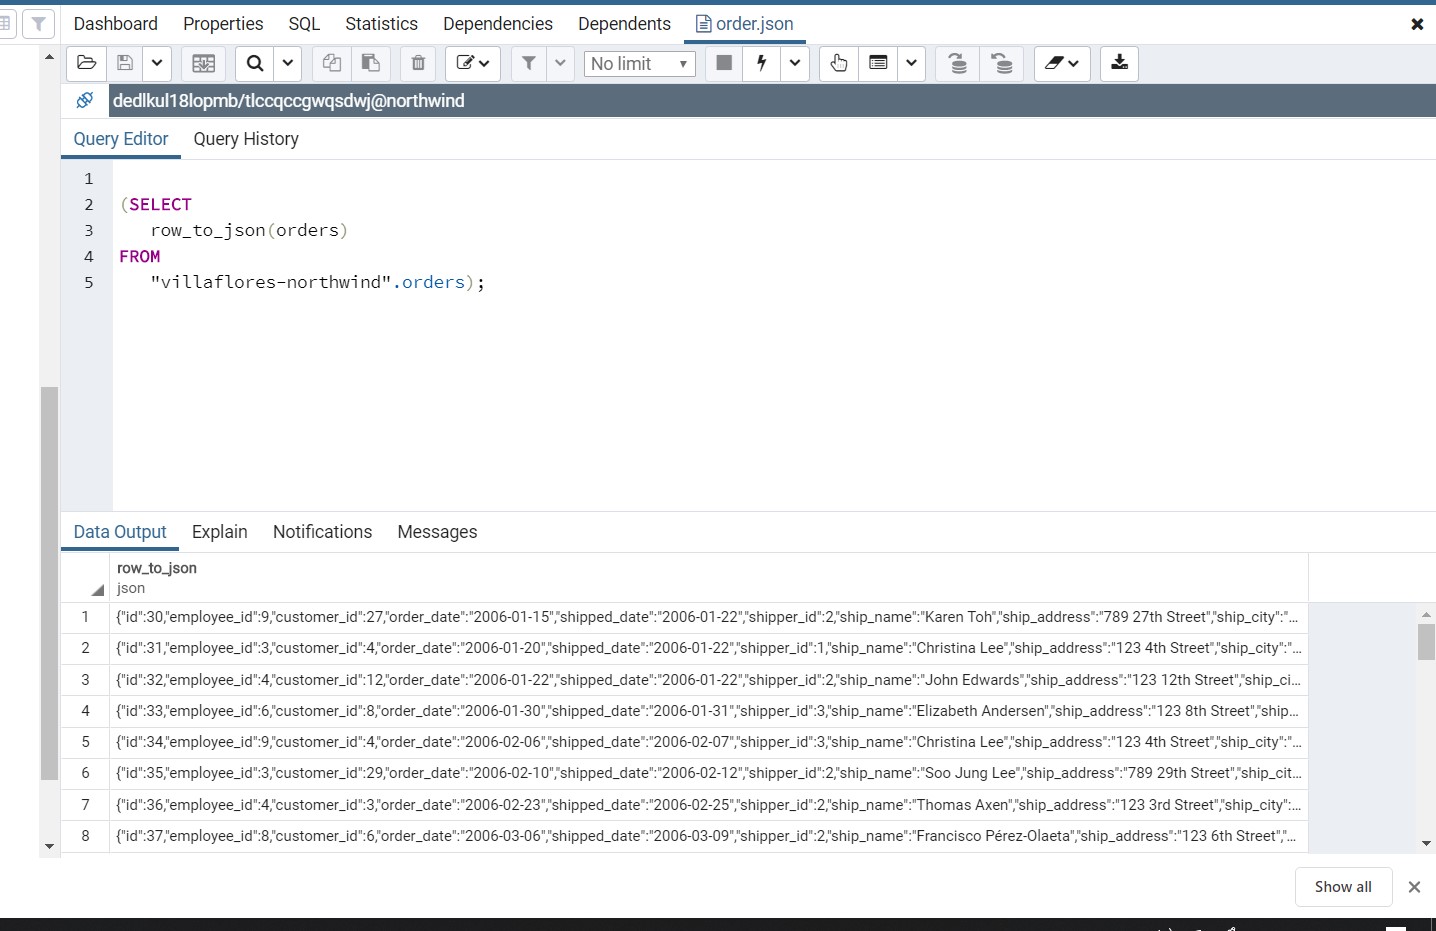 Dashboard Properties SQL Statistics Dependencies Dependents order.json
No limit
dedlkul18lopmb/tlccqccgwqsdwj@northwind
Query Editor Query History
1
2 (SELECT
3 row_to_json(orders)
4 FROM
5 "villaflores-northwind".orders);
Data Output Explain Notifications Messages
row_to_json
json
1 {"id":30,"employee_id":9,"customer_id":27,"order_date":"2006-01-15","shipped_date":"2006-01-22","shipper_id":2,"ship_name":"Karen Toh","ship_address":"789 27th Street","ship_city":"...
2 {"id":31,"employee_id":3,"customer_id":4,"order_date":"2006-01-20","shipped_date":"2006-01-22","shipper_id":1,"ship_name":"Christina Lee","ship_address":"123 4th Street","ship_city":"...
3 {"id":32,"employee_id":4,"customer_id":12,"order_date":"2006-01-22","shipped_date":"2006-01-22","shipper_id":2,"ship_name":"John Edwards","ship_address":"123 12th Street","ship_ci...
4 {"id":33,"employee_id":6,"customer_id":8,"order_date":"2006-01-30","shipped_date":"2006-01-31","shipper_id":3,"ship_name":"Elizabeth Andersen","ship_address":"123 8th Street","ship...
5 {"id":34,"employee_id":9,"customer_id":4,"order_date":"2006-02-06","shipped_date":"2006-02-07","shipper_id":3,"ship_name":"Christina Lee","ship_address":"123 4th Street","ship_city":"...
6 {"id":35,"employee_id":3,"customer_id":29,"order_date":"2006-02-10","shipped_date":"2006-02-12","shipper_id":2,"ship_name":"Soo Jung Lee","ship_address":"789 29th Street","ship_cit...
7 {"id":36,"employee_id":4,"customer_id":3,"order_date":"2006-02-23","shipped_date":"2006-02-25","shipper_id":2,"ship_name":"Thomas Axen","ship_address":"123 3rd Street","ship_city":...
8 {"id":37,"employee_id":8,"customer_id":6,"order_date":"2006-03-06","shipped_date":"2006-03-09","shipper_id":2,"ship_name":"Francisco Pérez-Olaeta","ship_address":"123 6th Street","...
Show all